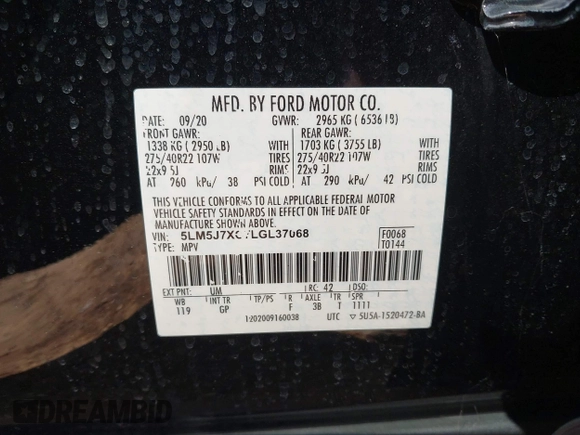 MFD. BY FORD MOTOR CO.
DATE: 09/20 GVWR: 2965 KG ( 6536 LB)
FRONT GAWR: REAR GAWR:
1338 KG ( 2950 LB) WITH 1703 KG ( 3755 LB) WITH
275/40R22 107W TIRES 275/40R22 107W TIRES
22x9.5J RIMS 22x9.5J RIMS
AT 260 kPa/ 38 PSI COLD AT 290 kPa/ 42 PSI COLD
THIS VEHICLE CONFORMS TO ALL APPLICABLE FEDERAL MOTOR
VEHICLE SAFETY STANDARDS IN EFFECT ON THE DATE OF
MANUFACTURE SHOWN ABOVE.
VIN: F0068
TYPE: MPV T0144
EXT PNT: UM RC: 42 DSO:
WB INT TR TP/PS R AXLE TR SPR
119 GP F 3B T 1111
UTC 5U5A-1520472-BA
DREAMBID